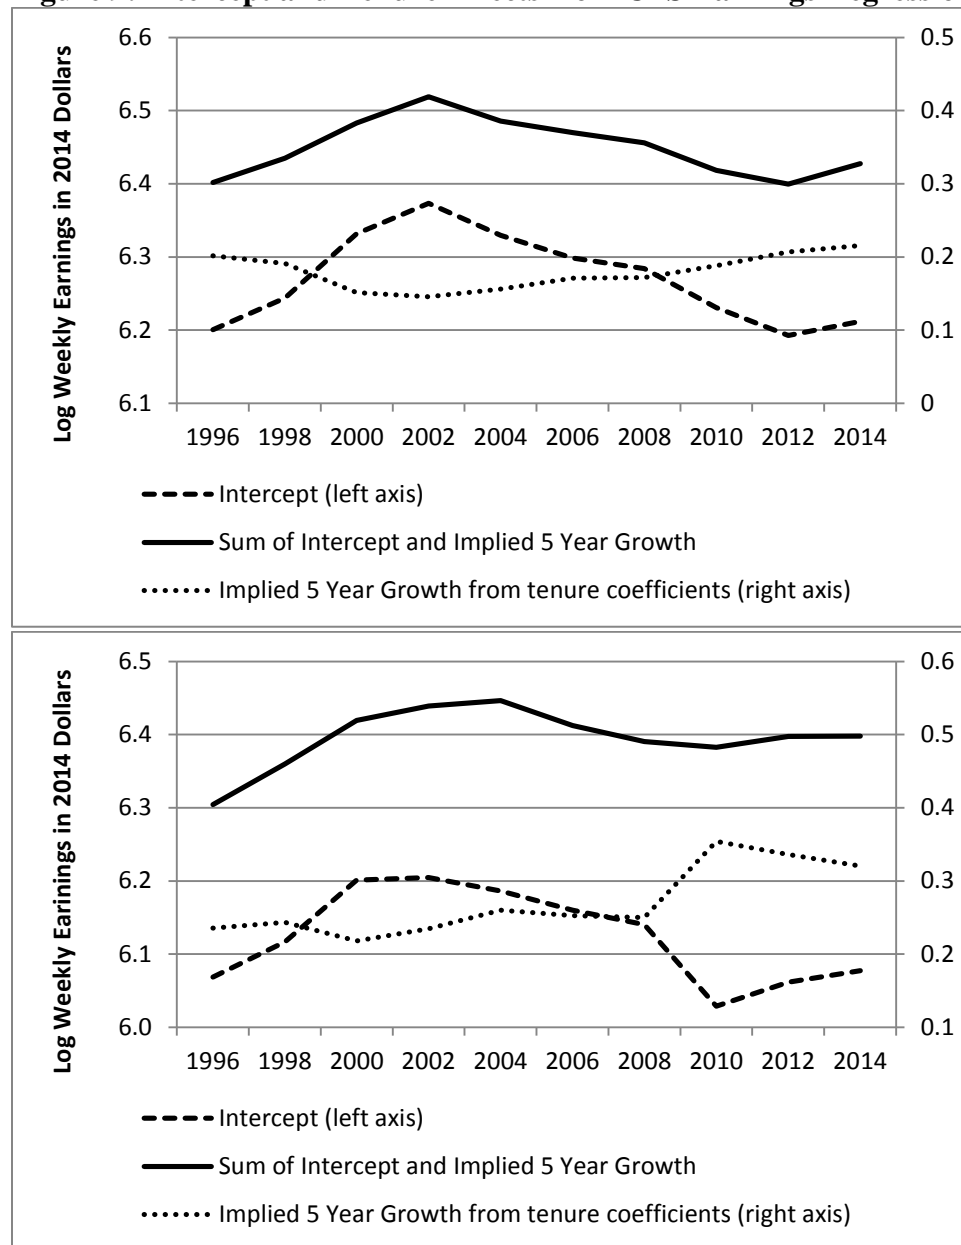 6.6
6.5
6.4
6.3
6.2
6.1
Log Weekly Earnings in 2014 Dollars
0.5
0.4
0.3
0.2
0.1
0
1996 1998 2000 2002 2004 2006 2008 2010 2012 2014
Intercept (left axis)
Sum of Intercept and Implied 5 Year Growth
Implied 5 Year Growth from tenure coefficients (right axis)
6.5
6.4
6.3
6.2
6.1
6.0
Log Weekly Earinings in 2014 Dollars
0.6
0.5
0.4
0.3
0.2
0.1
1996 1998 2000 2002 2004 2006 2008 2010 2012 2014
Intercept (left axis)
Sum of Intercept and Implied 5 Year Growth
Implied 5 Year Growth from tenure coefficients (right axis)